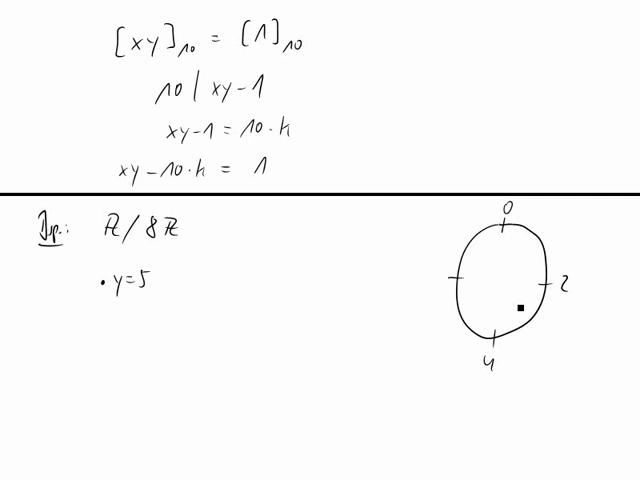 [xy]₁₀ = [1]₁₀
10 | xy - 1
xy - 1 = 10 · k
xy - 10 · k = 1
Bsp.: ℤ/8ℤ
0
• y = 5
2
4